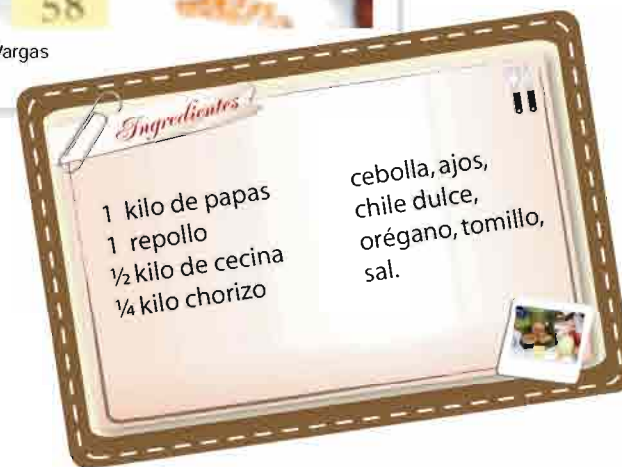 58
Vargas
Ingredientes
1 kilo de papas
1 repollo
½ kilo de cecina
¼ kilo chorizo
cebolla, ajos,
chile dulce,
orégano, tomillo,
sal.